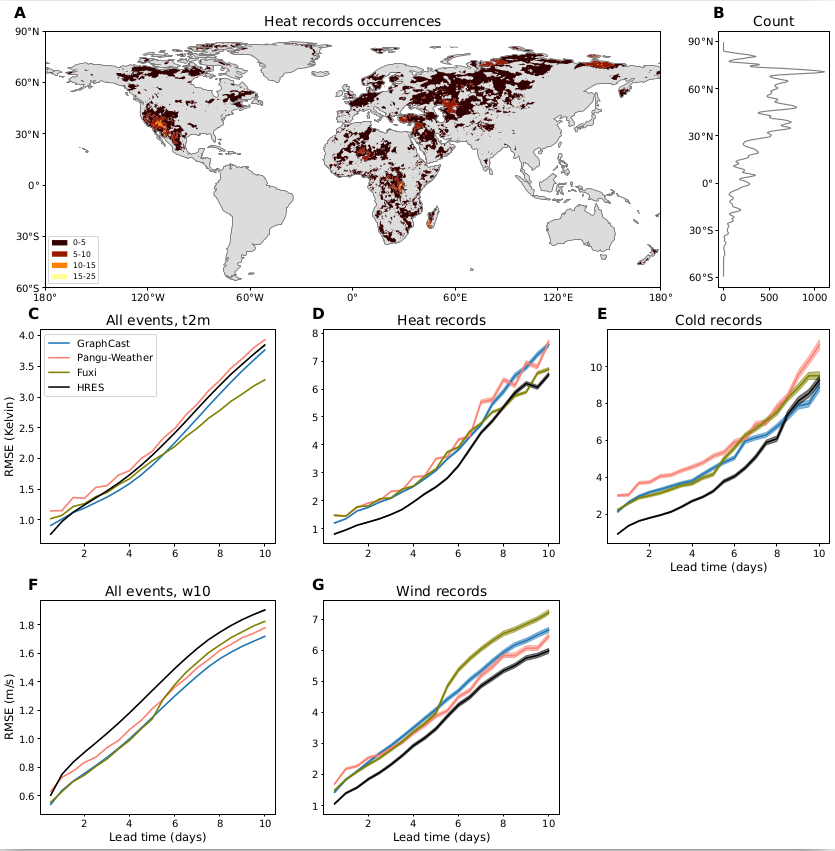 A
Heat records occurrences
90°N
60°N
30°N
0°
30°S
60°S
180°
120°W
60°W
0°
60°E
120°E
180°
0-5
5-10
10-15
15-25
B
Count
90°N
60°N
30°N
0°
30°S
60°S
0
500
1000
C
All events, t2m
RMSE (Kelvin)
4.0
3.5
3.0
2.5
2.0
1.5
1.0
GraphCast
Pangu-Weather
Fuxi
HRES
2
4
6
8
10
D
Heat records
8
7
6
5
4
3
2
1
2
4
6
8
10
E
Cold records
10
8
6
4
2
2
4
6
8
10
Lead time (days)
F
All events, w10
RMSE (m/s)
1.8
1.6
1.4
1.2
1.0
0.8
0.6
2
4
6
8
10
Lead time (days)
G
Wind records
7
6
5
4
3
2
1
2
4
6
8
10
Lead time (days)